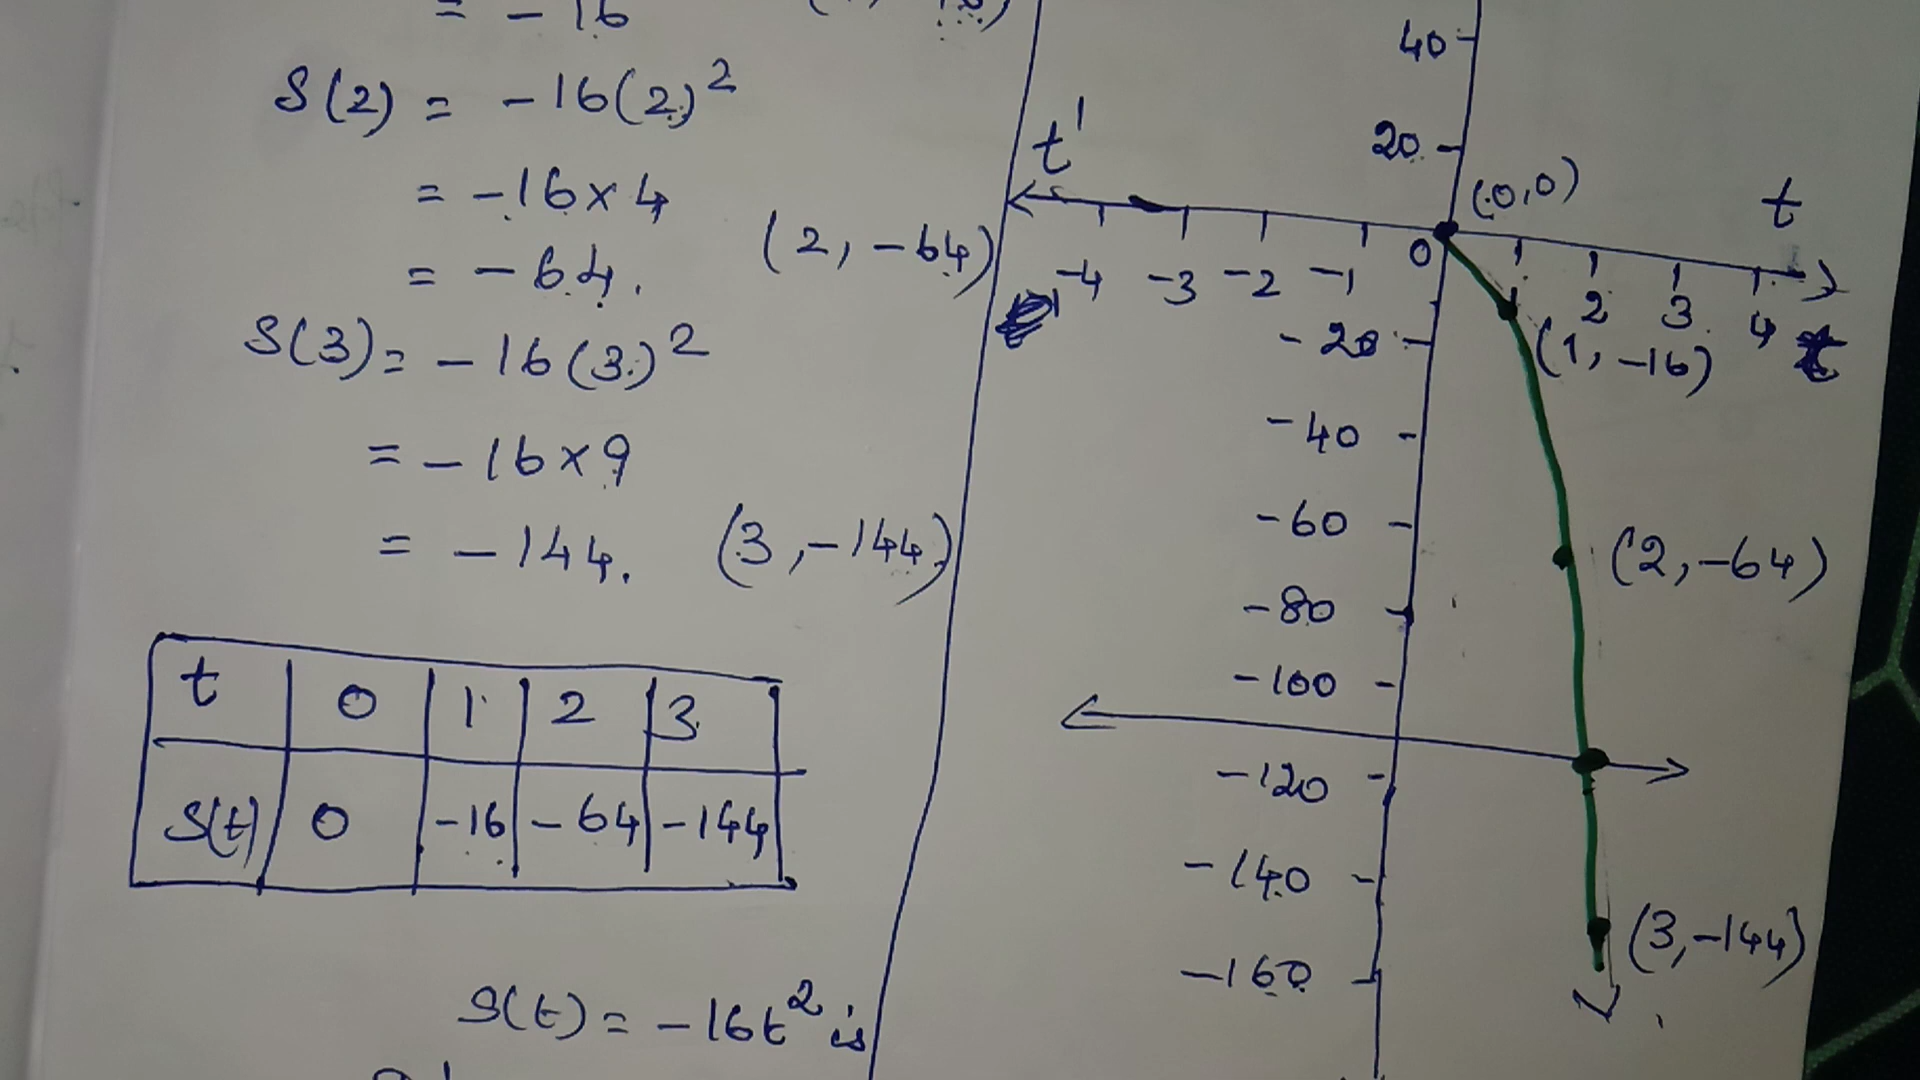 = -16
S(2) = -16(2)²
= -16×4
= -64. (2, -64)
S(3) = -16(3)²
= -16×9
= -144. (3, -144)
t 0 1 2 3
S(t) 0 -16 -64 -144
S(t) = -16t² is
40
20
t' (0,0) t
-4 -3 -2 -1 0 1 2 3 4
-20 (1, -16)
-40
-60 (2, -64)
-80
-100
-120
-140 (3, -144)
-160